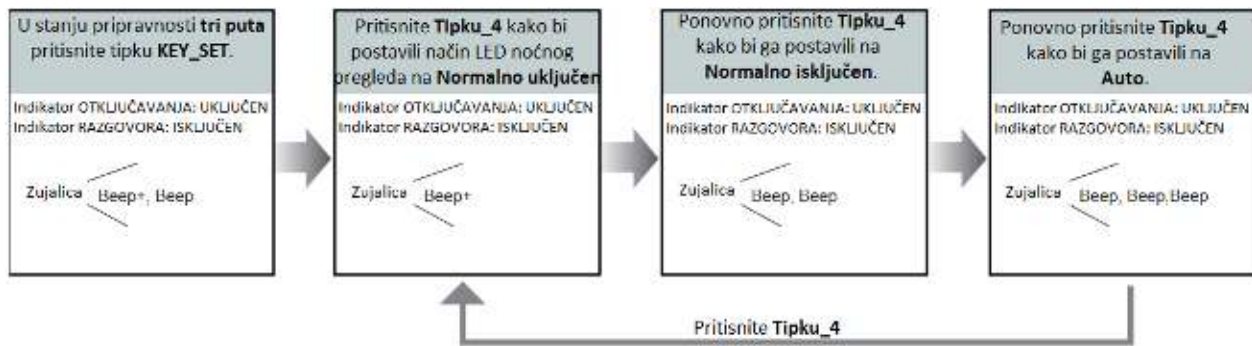 U stanju pripravnosti tri puta
pritisnite tipku KEY_SET.
Indikator OTKLJUČAVANJA: UKLJUČEN
Indikator RAZGOVORA: ISKLJUČEN
Zujalica
Beep+, Beep
Pritisnite Tipku_4 kako bi
postavili način LED noćnog
pregleda na Normalno uključen
Indikator OTKLJUČAVANJA: UKLJUČEN
Indikator RAZGOVORA: ISKLJUČEN
Zujalica
Beep+
Ponovno pritisnite Tipku_4
kako bi ga postavili na
Normalno isključen.
Indikator OTKLJUČAVANJA: UKLJUČEN
Indikator RAZGOVORA: ISKLJUČEN
Zujalica
Beep, Beep
Ponovno pritisnite Tipku_4
kako bi ga postavili na
Auto.
Indikator OTKLJUČAVANJA: UKLJUČEN
Indikator RAZGOVORA: ISKLJUČEN
Zujalica
Beep, Beep,Beep
Pritisnite Tipku_4